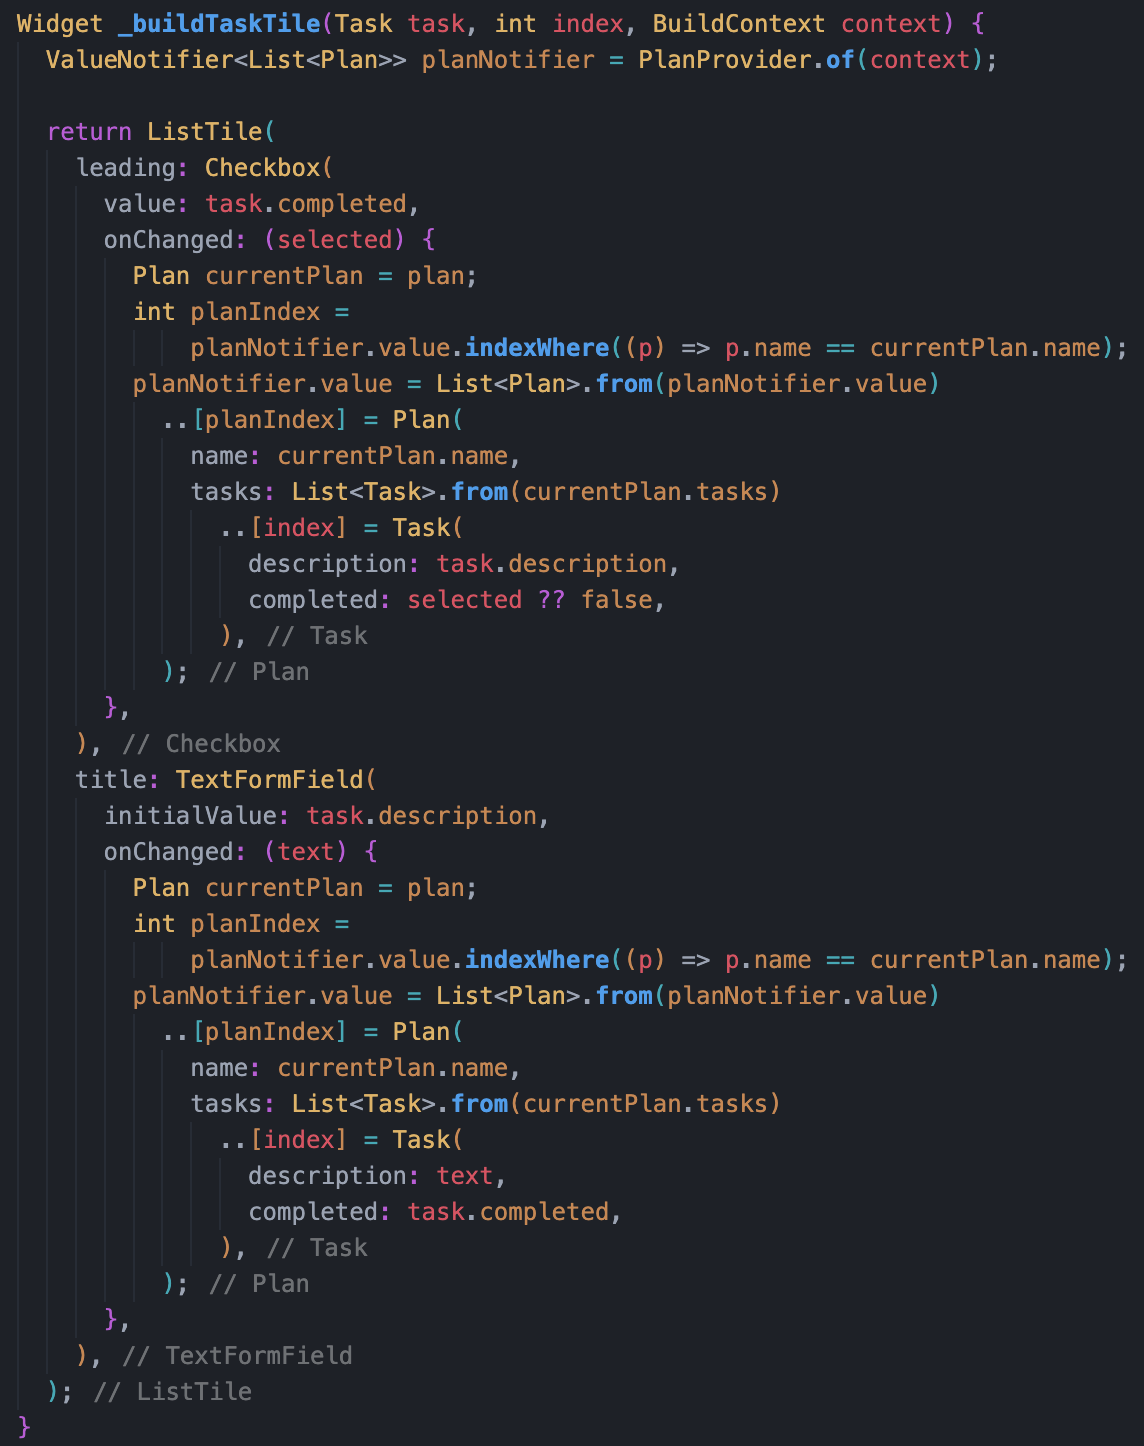 Widget _buildTaskTile(Task task, int index, BuildContext context) {
  ValueNotifier<List<Plan>> planNotifier = PlanProvider.of(context);

  return ListTile(
    leading: Checkbox(
      value: task.completed,
      onChanged: (selected) {
        Plan currentPlan = plan;
        int planIndex =
            planNotifier.value.indexWhere((p) => p.name == currentPlan.name);
        planNotifier.value = List<Plan>.from(planNotifier.value)
          ..[planIndex] = Plan(
            name: currentPlan.name,
            tasks: List<Task>.from(currentPlan.tasks)
              ..[index] = Task(
                description: task.description,
                completed: selected ?? false,
              ), // Task
          ); // Plan
      },
    ), // Checkbox
    title: TextFormField(
      initialValue: task.description,
      onChanged: (text) {
        Plan currentPlan = plan;
        int planIndex =
            planNotifier.value.indexWhere((p) => p.name == currentPlan.name);
        planNotifier.value = List<Plan>.from(planNotifier.value)
          ..[planIndex] = Plan(
            name: currentPlan.name,
            tasks: List<Task>.from(currentPlan.tasks)
              ..[index] = Task(
                description: text,
                completed: task.completed,
              ), // Task
          ); // Plan
      },
    ), // TextFormField
  ); // ListTile
}